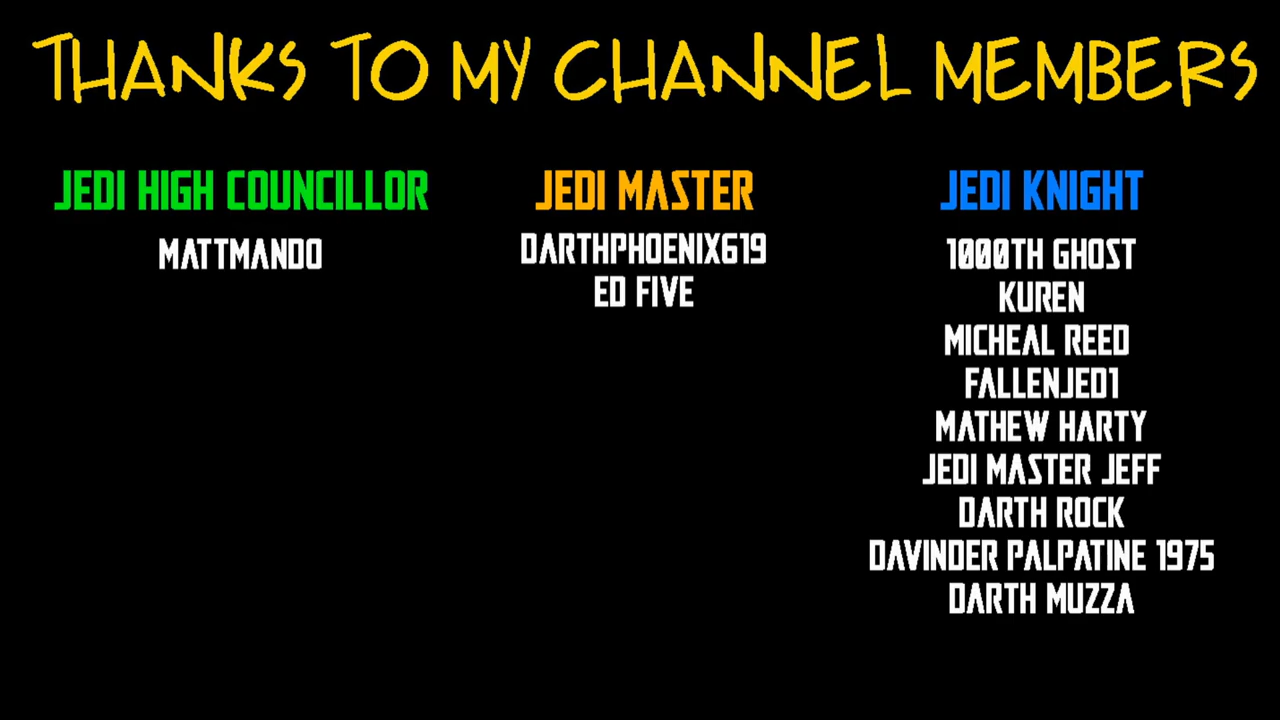 THANKS TO MY CHANNEL MEMBERS
JEDI HIGH COUNCILLOR
MATTMANDO
JEDI MASTER
DARTHPHOENIX619
ED FIVE
JEDI KNIGHT
1000TH GHOST
KUREN
MICHEAL REED
FALLENJED1
MATHEW HARTY
JEDI MASTER JEFF
DARTH ROCK
DAVINDER PALPATINE 1975
DARTH MUZZA